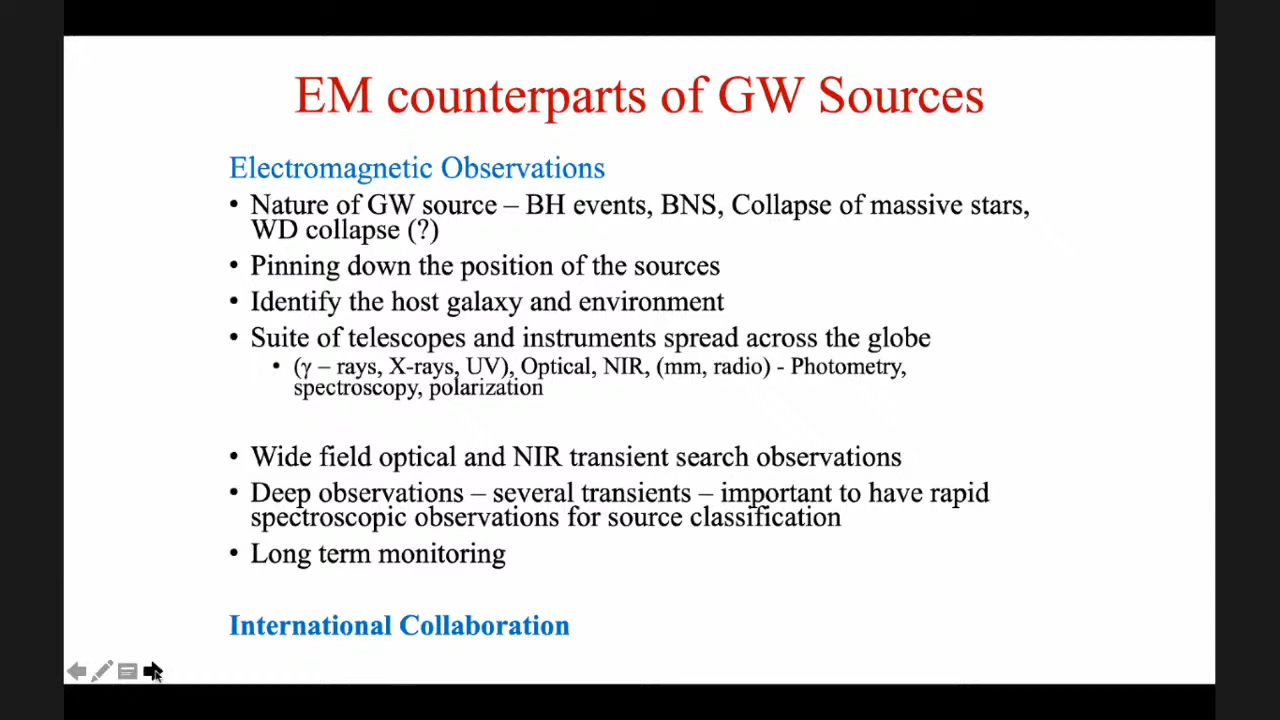 EM counterparts of GW Sources
Electromagnetic Observations
• Nature of GW source – BH events, BNS, Collapse of massive stars,
WD collapse (?)
• Pinning down the position of the sources
• Identify the host galaxy and environment
• Suite of telescopes and instruments spread across the globe
• (γ – rays, X-rays, UV), Optical, NIR, (mm, radio) - Photometry,
spectroscopy, polarization
• Wide field optical and NIR transient search observations
• Deep observations – several transients – important to have rapid
spectroscopic observations for source classification
• Long term monitoring
International Collaboration